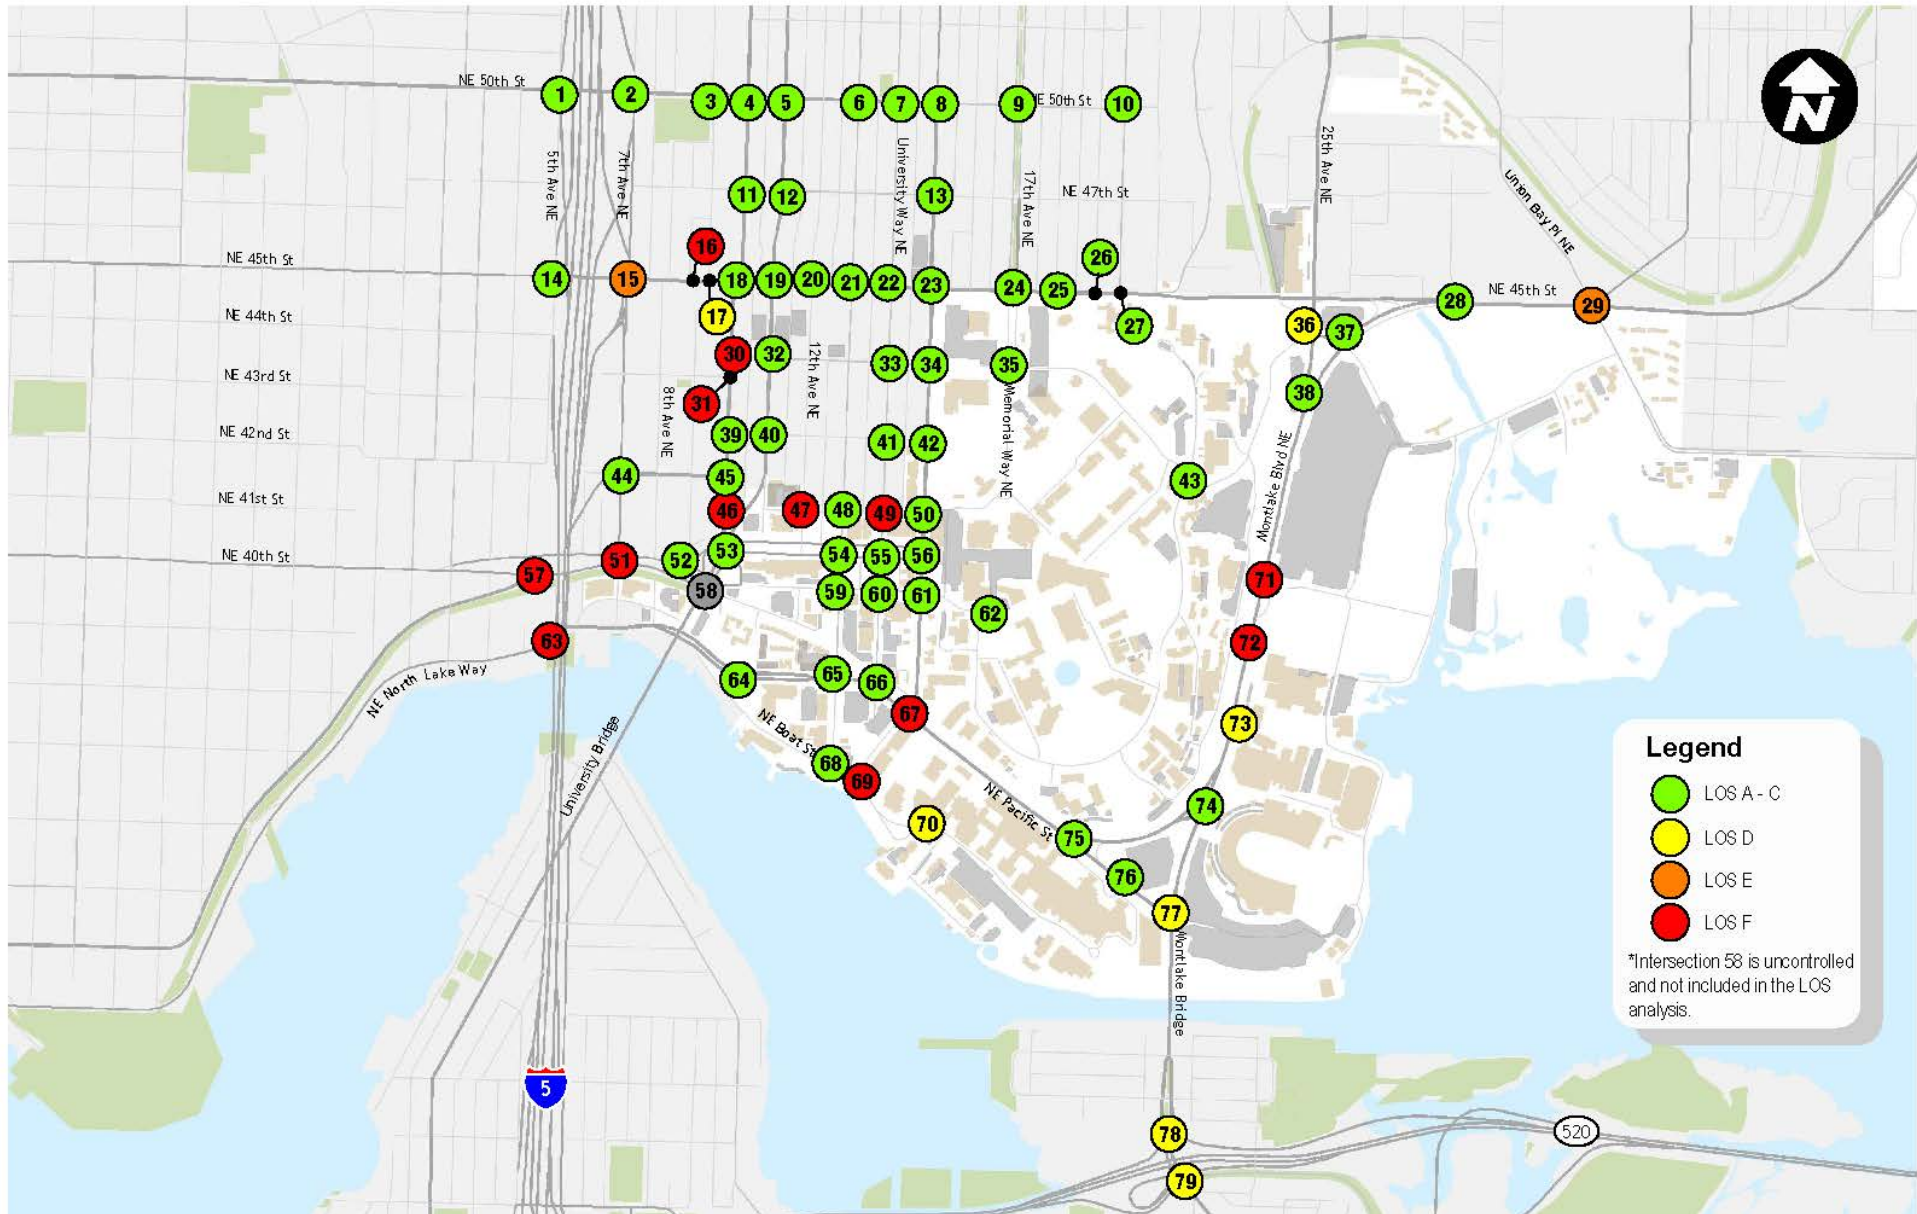 NE 50th St
1
2
3
4
5
6
7
8
9
E 50th St
10
N
5th Ave NE
7th Ave NE
University Way NE
17th Ave NE
NE 47th St
25th Ave NE
Union Bay Pl NE
11
12
13
16
NE 45th St
14
15
18
19
20
21
22
23
24
25
26
27
28
NE 45th St
29
NE 44th St
17
36
37
30
32
12th Ave NE
33
34
35
NE 43rd St
31
8th Ave NE
Memorial Way NE
38
NE 42nd St
39
40
41
42
Montlake Blvd NE
44
45
43
NE 41st St
46
47
48
49
50
NE 40th St
57
51
52
53
54
55
56
71
58
59
60
61
62
63
72
NE North Lake Way
64
65
66
67
University Bridge
NE Boat St
68
69
73
70
NE Pacific St
74
75
76
77
Montlake Bridge
Legend
LOS A - C
LOS D
LOS E
LOS F
*Intersection 58 is uncontrolled
and not included in the LOS
analysis.
5
78
520
79